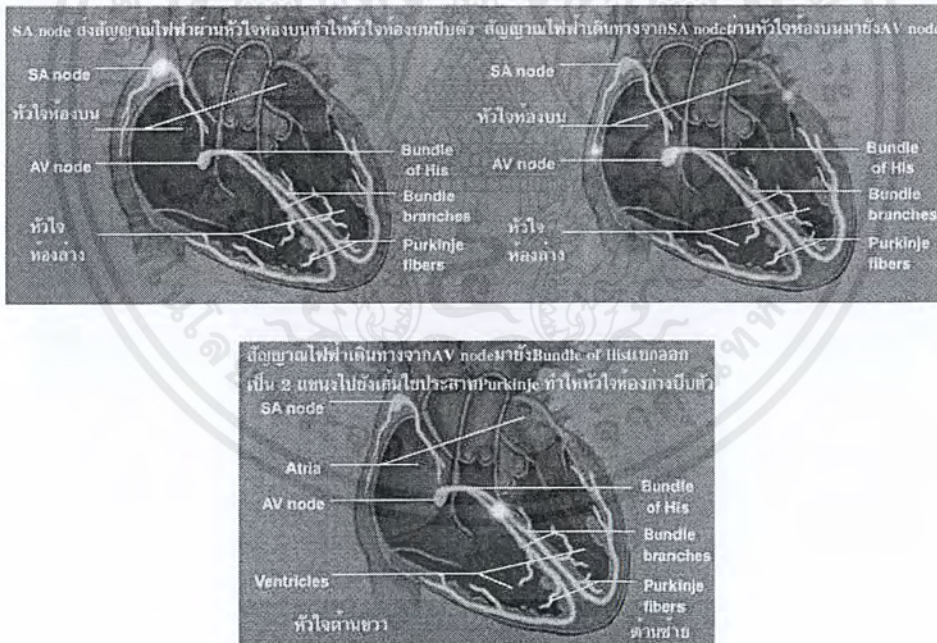 SA node ส่งสัญญาณไฟฟ้าผ่านหัวใจห้องบนทำให้หัวใจห้องบนบีบตัว
SA node
หัวใจห้องบน
AV node
Bundle
of His
Bundle
branches
หัวใจ
ห้องล่าง
Purkinje
fibers
สัญญาณไฟฟ้าเดินทางจากSA nodeผ่านหัวใจห้องบนมายังAV node
SA node
หัวใจห้องบน
AV node
Bundle
of His
Bundle
branches
หัวใจ
ห้องล่าง
Purkinje
fibers
สัญญาณไฟฟ้าเดินทางจากAV nodeมายังBundle of Hisแยกออก
เป็น 2 แขนงไปยังเส้นใยประสาทPurkinje ทำให้หัวใจห้องล่างบีบตัว
SA node
Atria
AV node
Bundle
of His
Bundle
branches
Ventricles
Purkinje
fibers
หัวใจด้านขวา
ด้านซ้าย